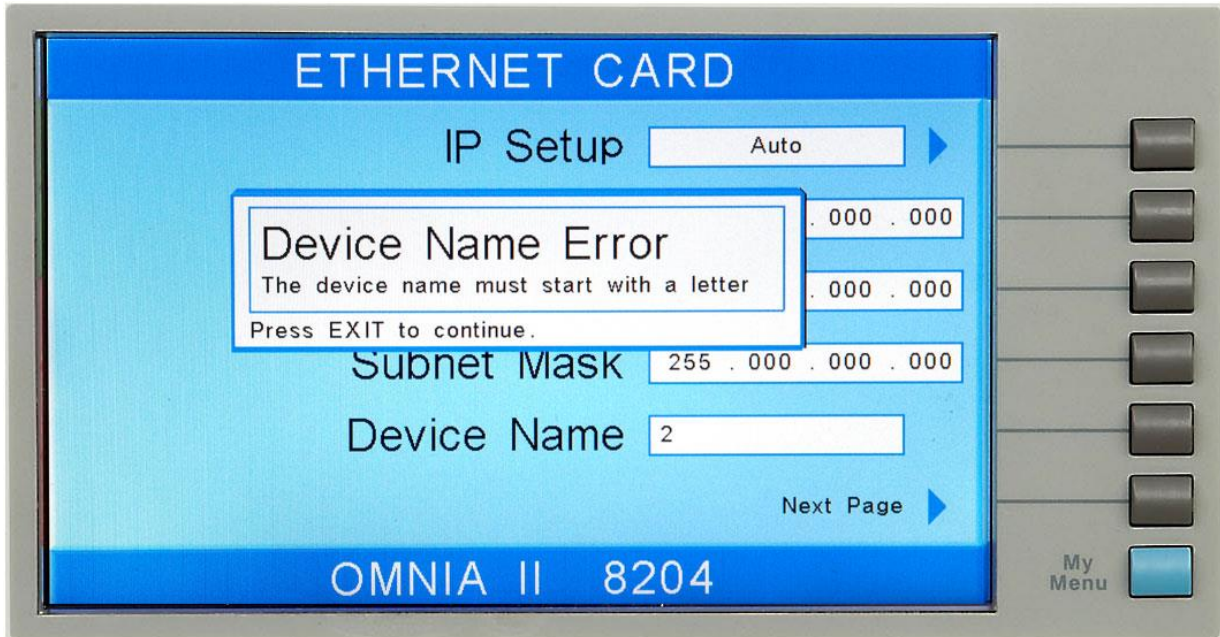 ETHERNET CARD
IP Setup Auto
. 000 . 000
Device Name Error
The device name must start with a letter
. 000 . 000
Press EXIT to continue.
Subnet Mask 255 . 000 . 000 . 000
Device Name 2
Next Page
OMNIA II 8204
My
Menu